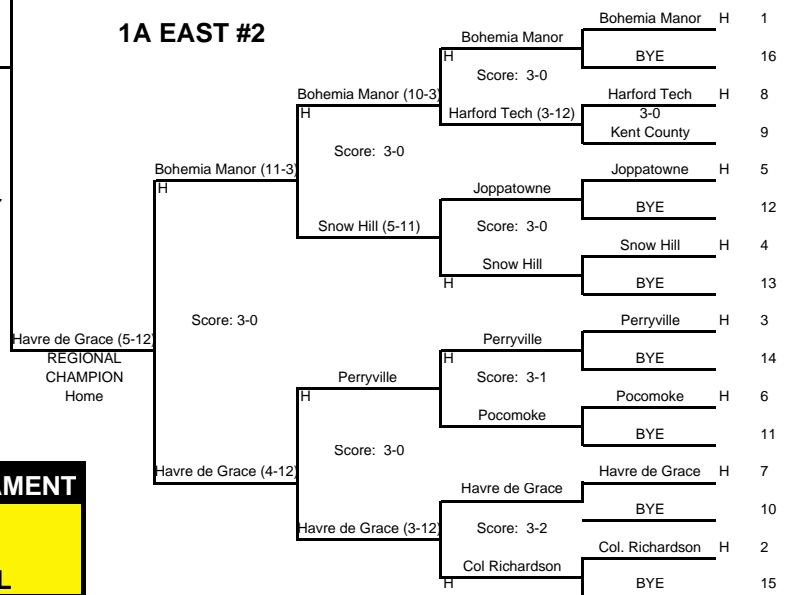 1A EAST #2
Bohemia Manor H 1
Bohemia Manor
H
BYE 16
Score: 3-0
Bohemia Manor (10-3)
H
Harford Tech H 8
Harford Tech (3-12)
3-0
Kent County 9
Score: 3-0
Bohemia Manor (11-3)
H
Joppatowne H 5
Joppatowne
BYE 12
Snow Hill (5-11)
Score: 3-0
Snow Hill H 4
Snow Hill
H
BYE 13
Score: 3-0
Perryville H 3
Havre de Grace (5-12)
REGIONAL
CHAMPION
Home
Perryville
H
BYE 14
Perryville
H
Score: 3-1
Pocomoke H 6
Pocomoke
BYE 11
Score: 3-0
Havre de Grace (4-12)
Havre de Grace H 7
Havre de Grace
BYE 10
Havre de Grace (3-12)
Score: 3-2
Col. Richardson H 2
Col Richardson
H
BYE 15
AMENT
L